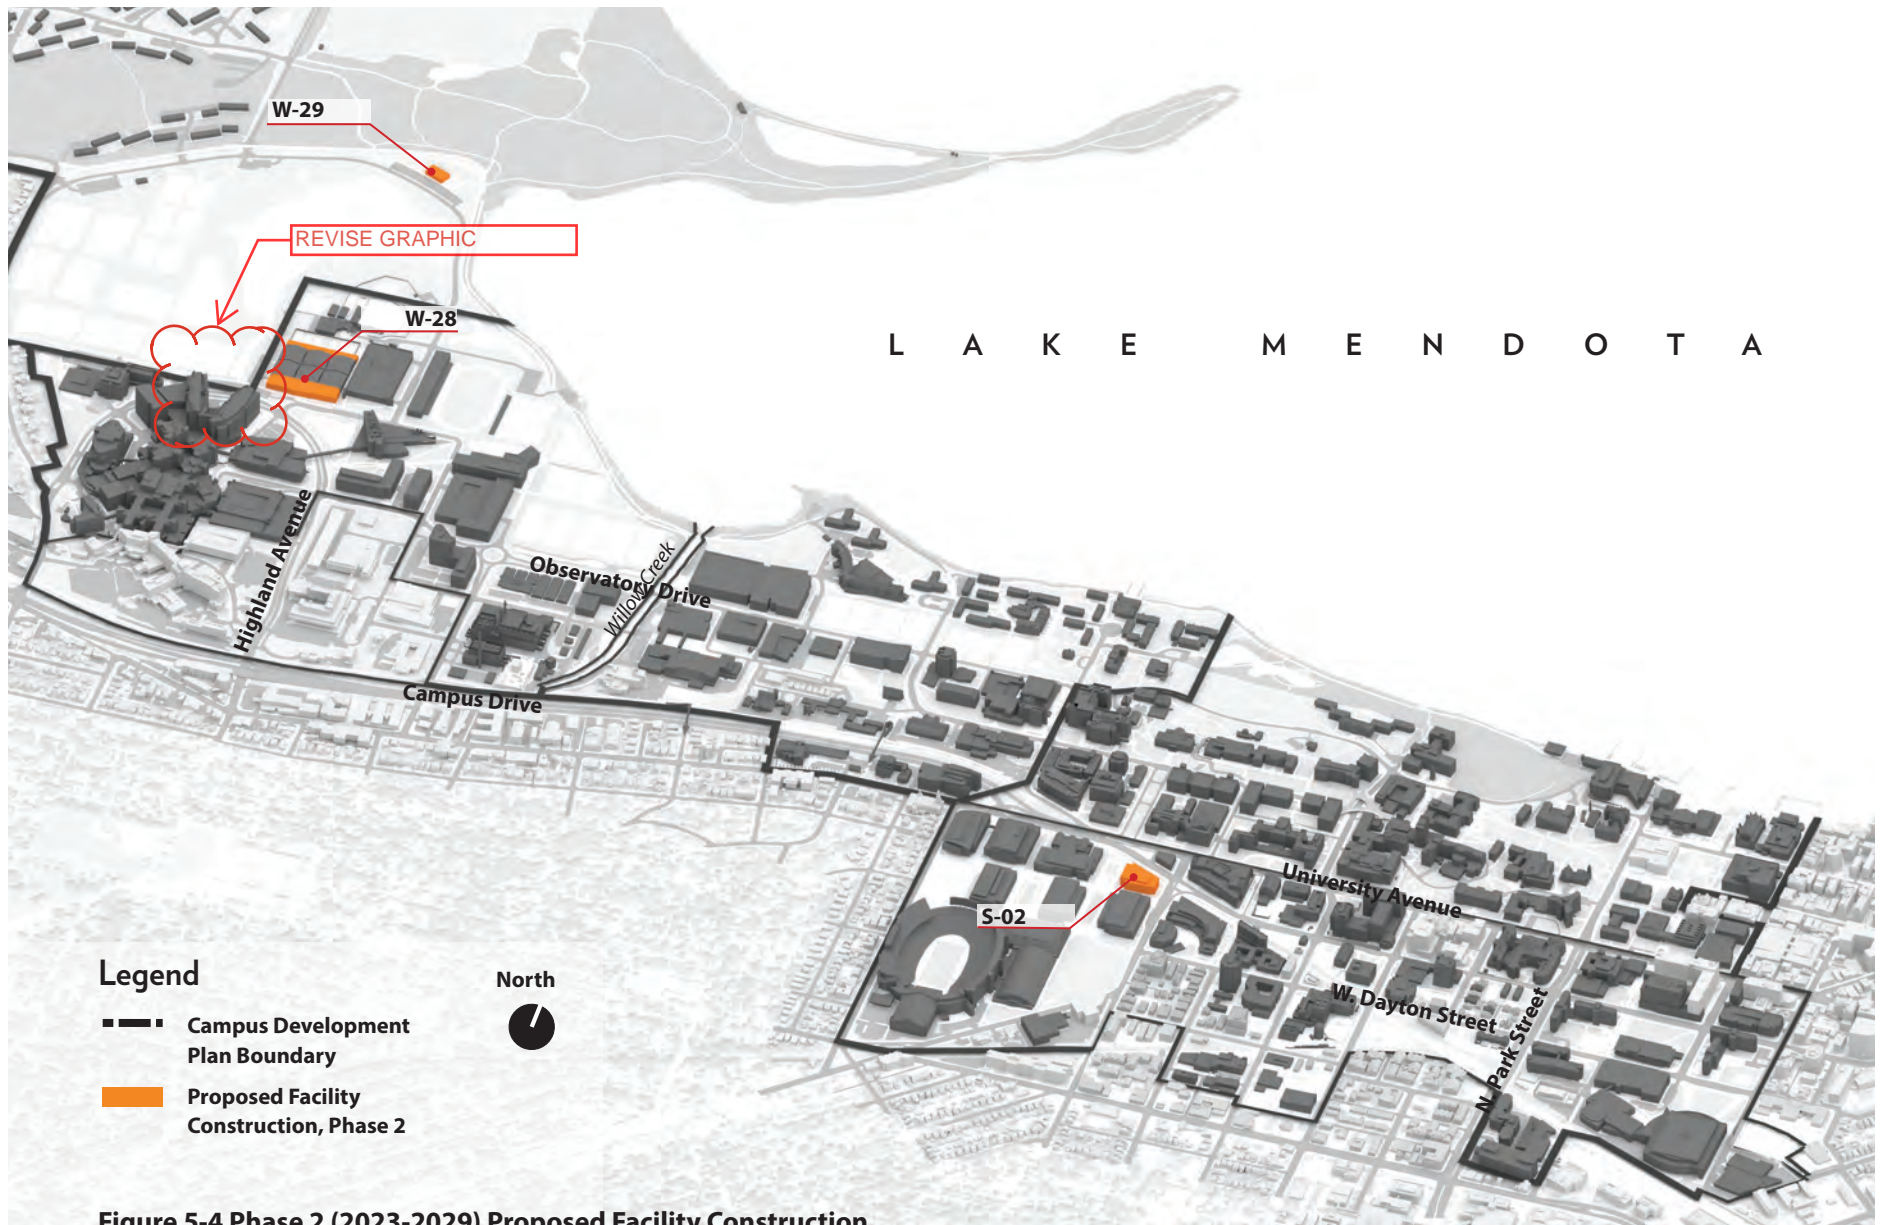 W-29
REVISE GRAPHIC
W-28
LAKE MENDOTA
Highland Avenue
Observatory Drive
Willow Creek
Campus Drive
University Avenue
S-02
W. Dayton Street
N. Park Street
Legend
North
Campus Development
Plan Boundary
Proposed Facility
Construction, Phase 2
Figure 5-4 Phase 2 (2023-2029) Proposed Facility Construction